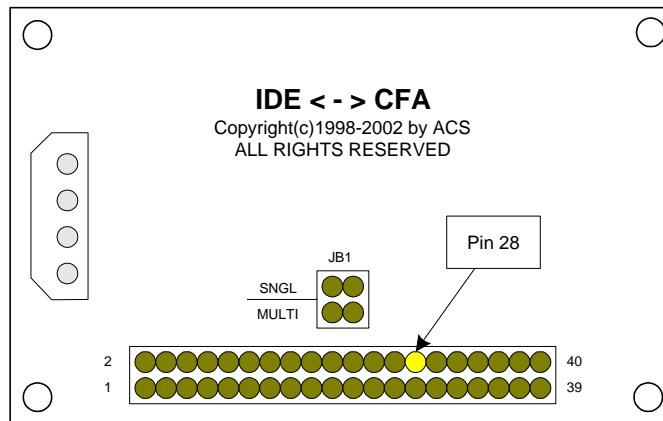 IDE < - > CFA
Copyright(c)1998-2002 by ACS
ALL RIGHTS RESERVED
Pin 28
JB1
SNGL
MULTI
2 40
1 39